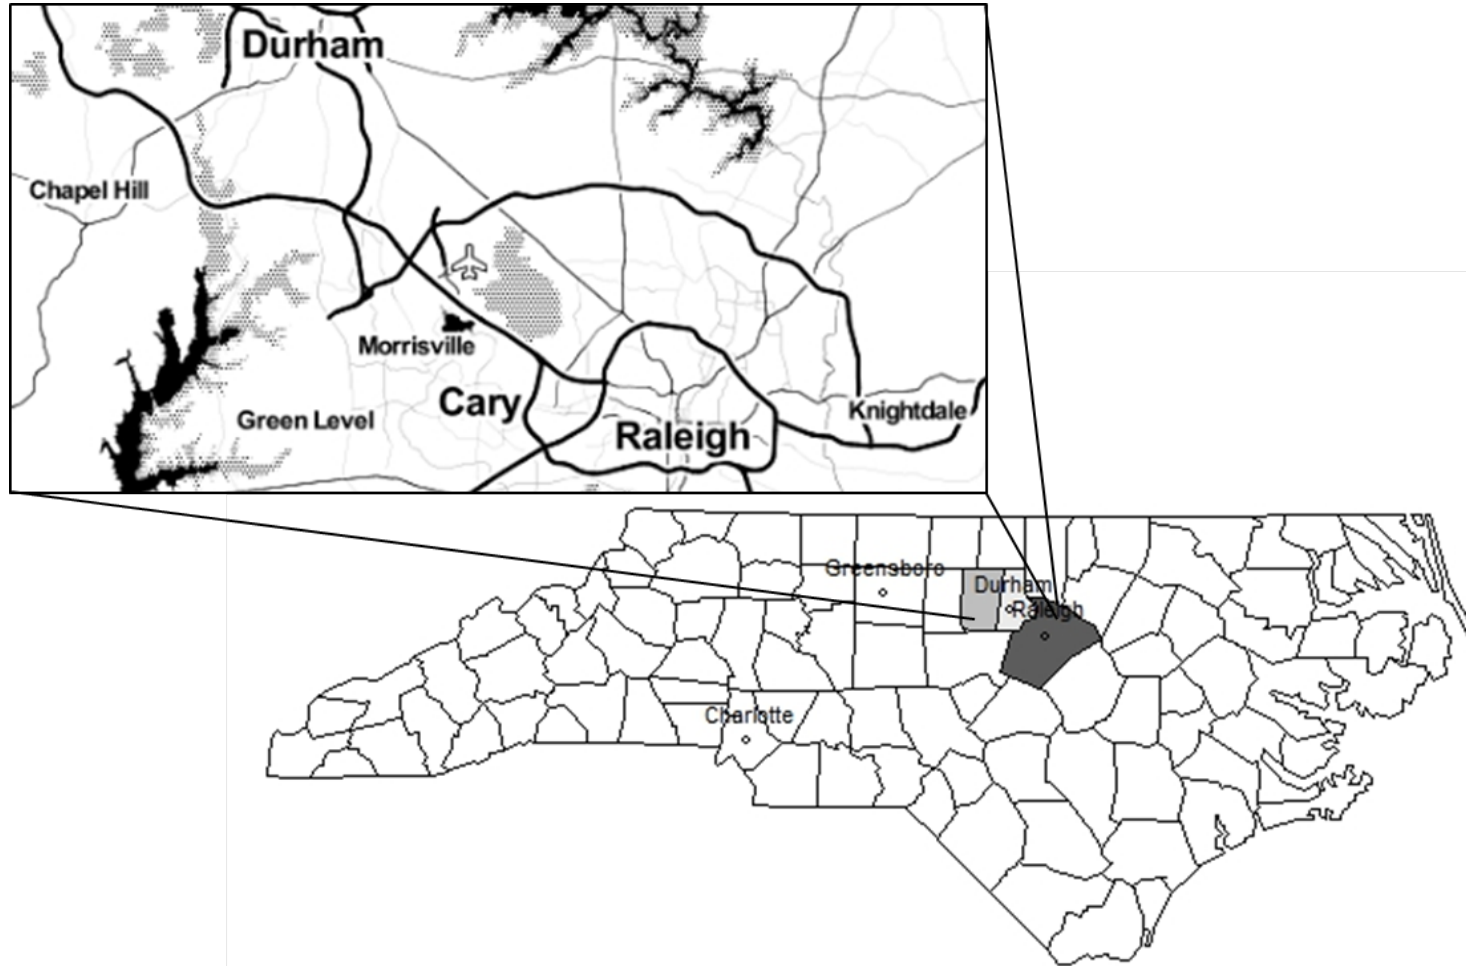 Durham
Chapel Hill
Morrisville
Cary
Green Level
Raleigh
Knightdale
Greensboro
Durham
Raleigh
Charlotte